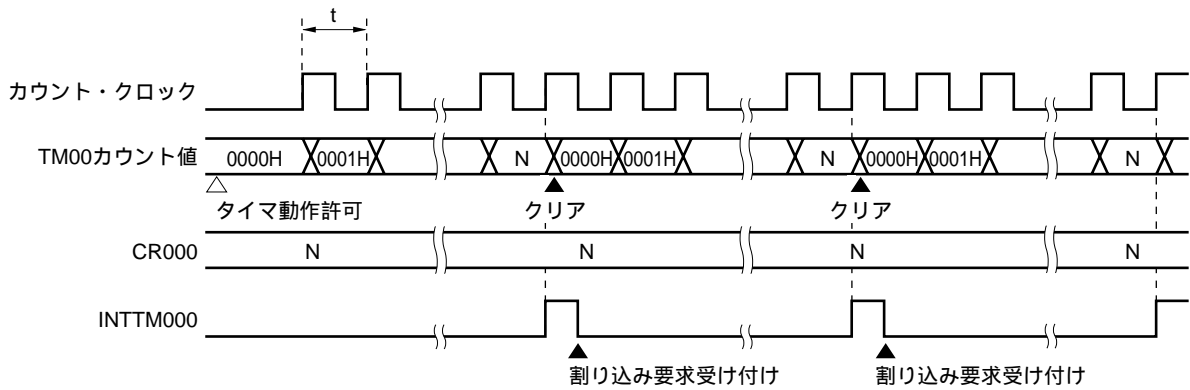 t
カウント・クロック
TM00カウント値 0000H 0001H N 0000H 0001H N 0000H 0001H N
タイマ動作許可 クリア クリア
CR000 N N N N
INTTM000
割り込み要求受け付け 割り込み要求受け付け